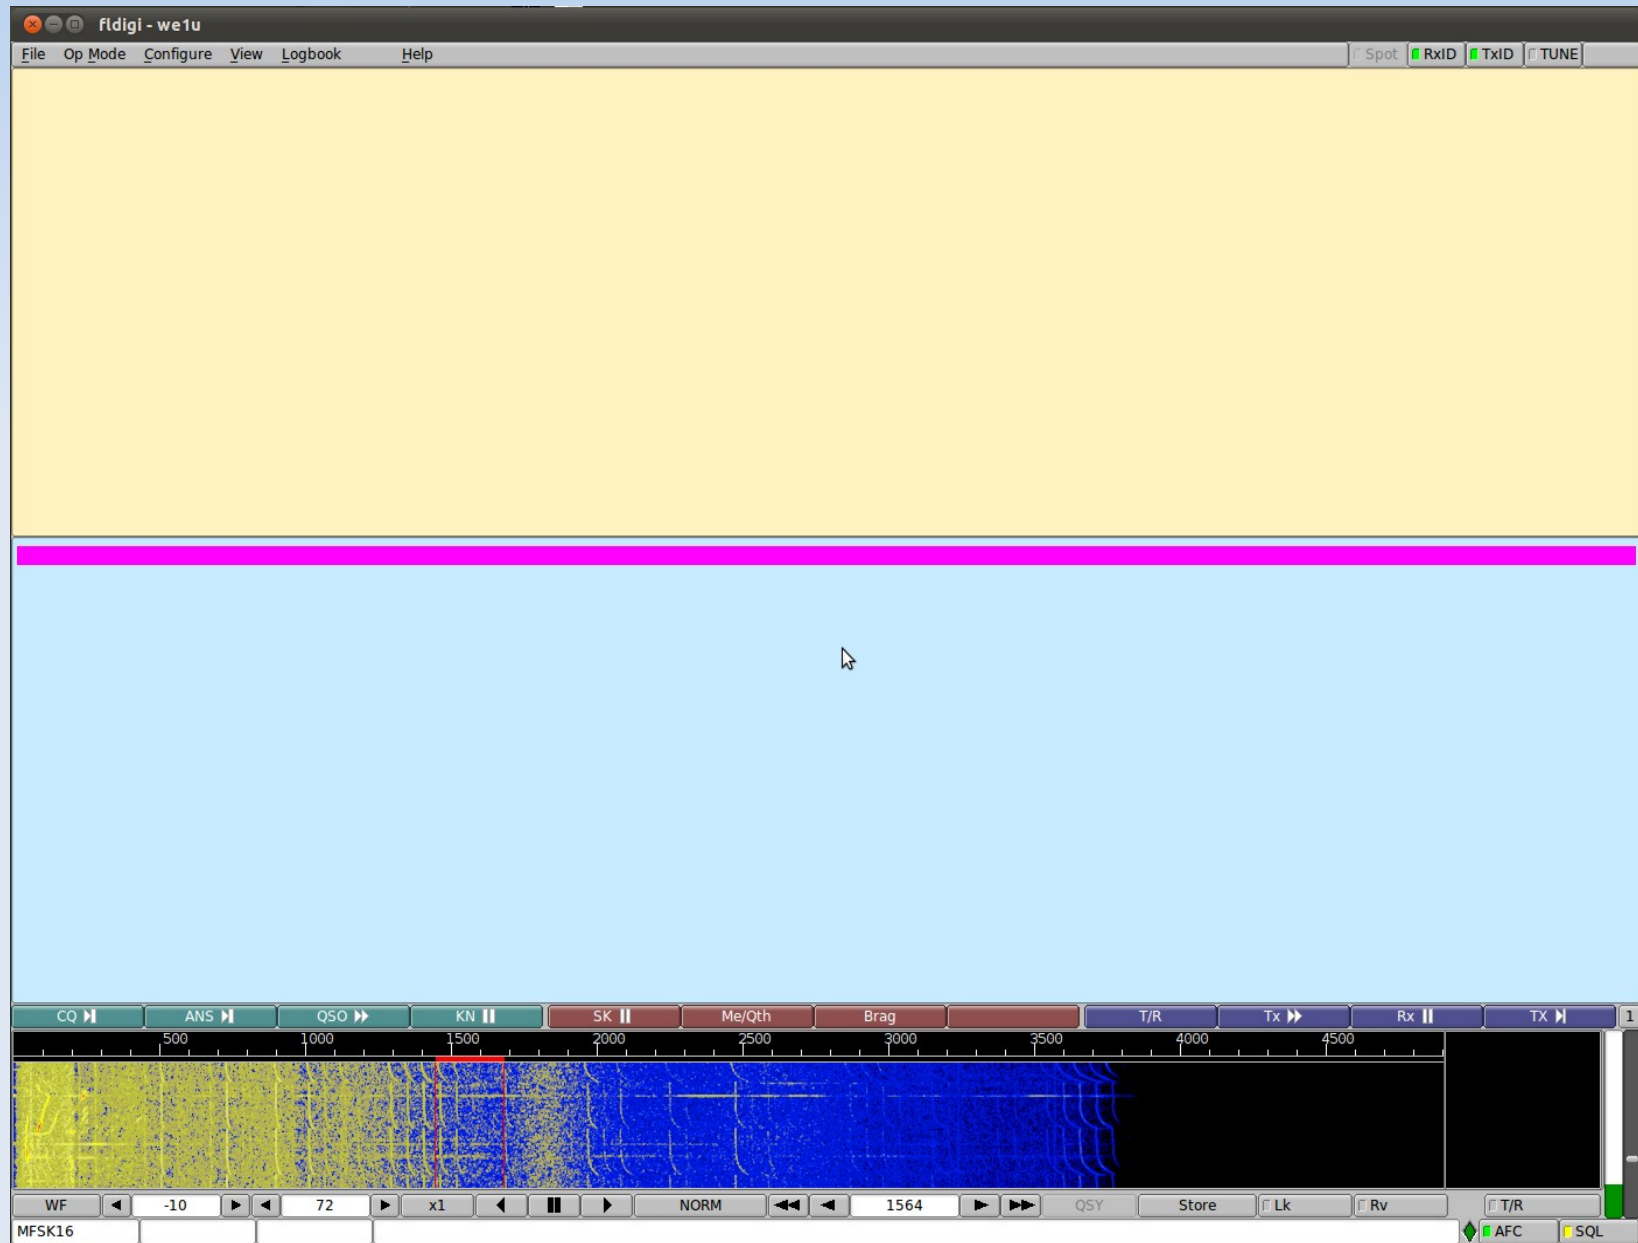 fldigi - we1u
File Op Mode Configure View Logbook Help Spot RxID TxID TUNE
CQ ANS QSO KN SK Me/Qth Brag T/R Tx Rx TX 1
500 1000 1500 2000 2500 3000 3500 4000 4500
WF -10 72 x1 NORM 1564 QSY Store Lk Rv T/R
MFSK16 AFC SQL